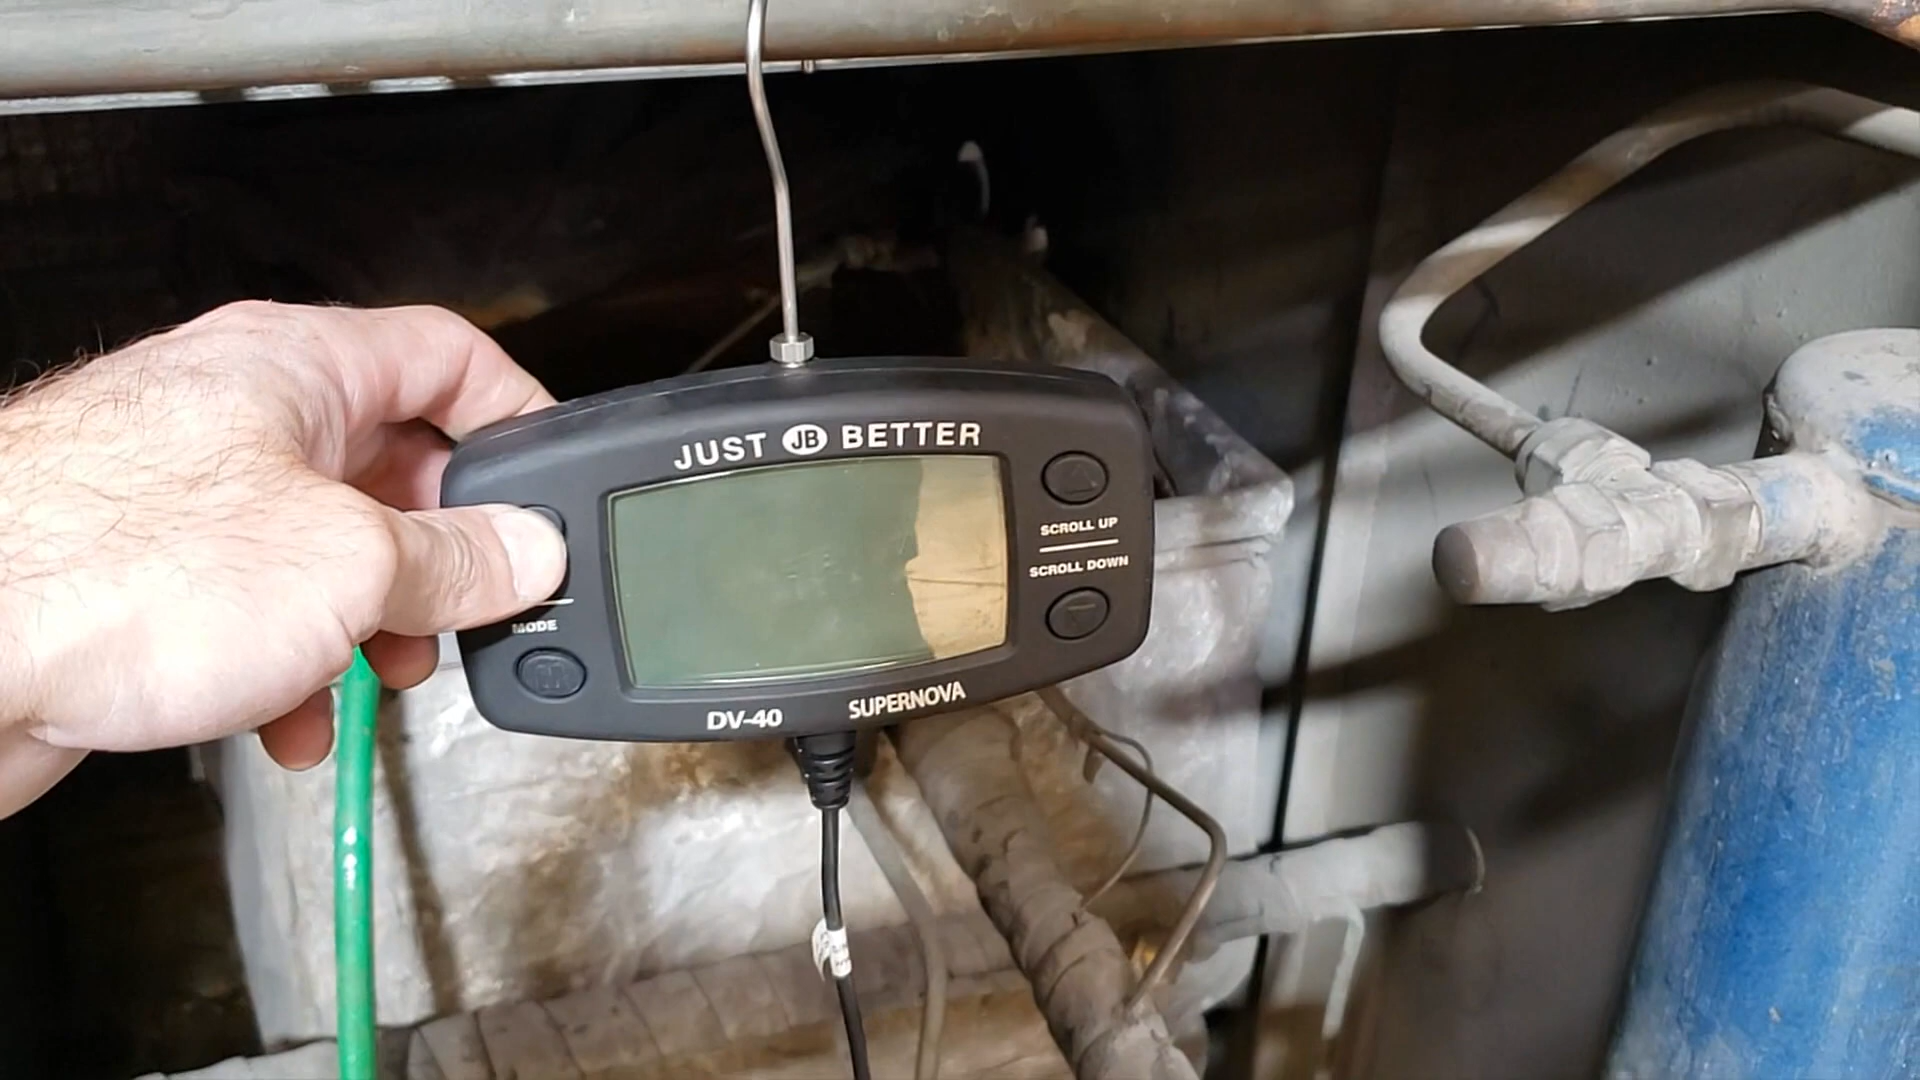 JUST JB BETTER
SCROLL UP
SCROLL DOWN
MODE
DV-40
SUPERNOVA